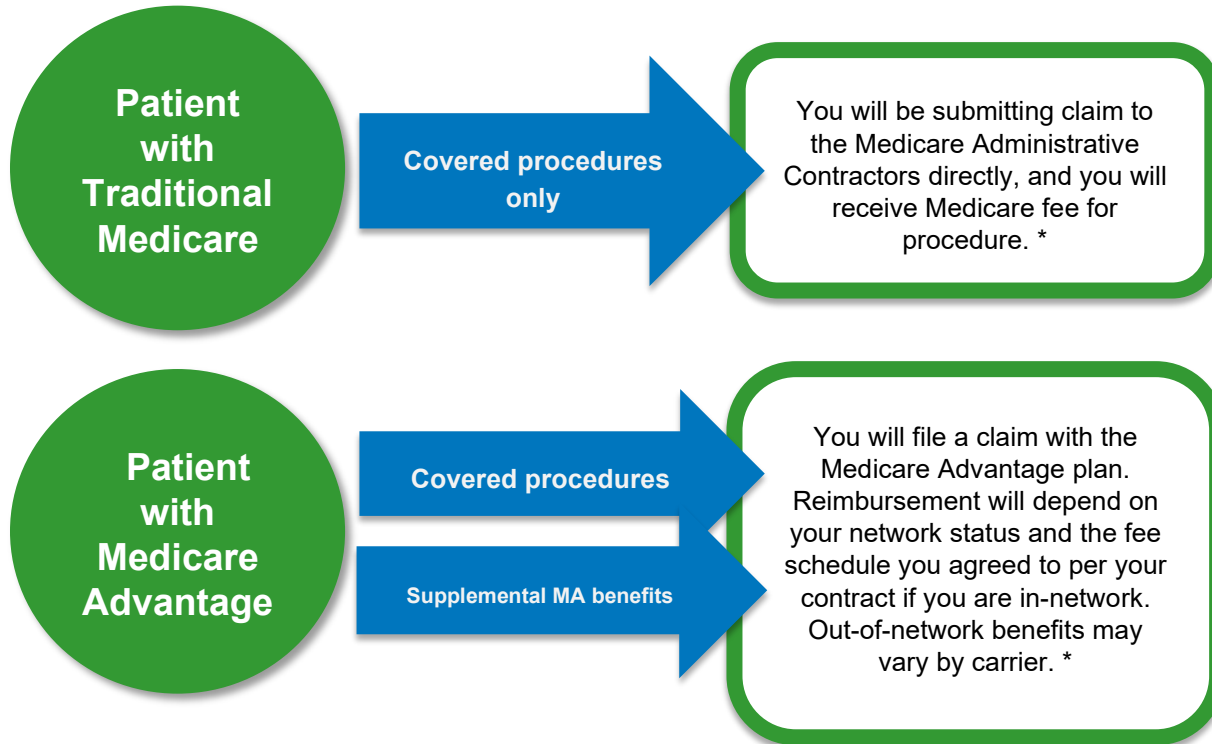 Patient
with
Traditional
Medicare
Covered procedures
only
You will be submitting claim to
the Medicare Administrative
Contractors directly, and you will
receive Medicare fee for
procedure. *
Patient
with
Medicare
Advantage
Covered procedures
Supplemental MA benefits
You will file a claim with the
Medicare Advantage plan.
Reimbursement will depend on
your network status and the fee
schedule you agreed to per your
contract if you are in-network.
Out-of-network benefits may
vary by carrier. *